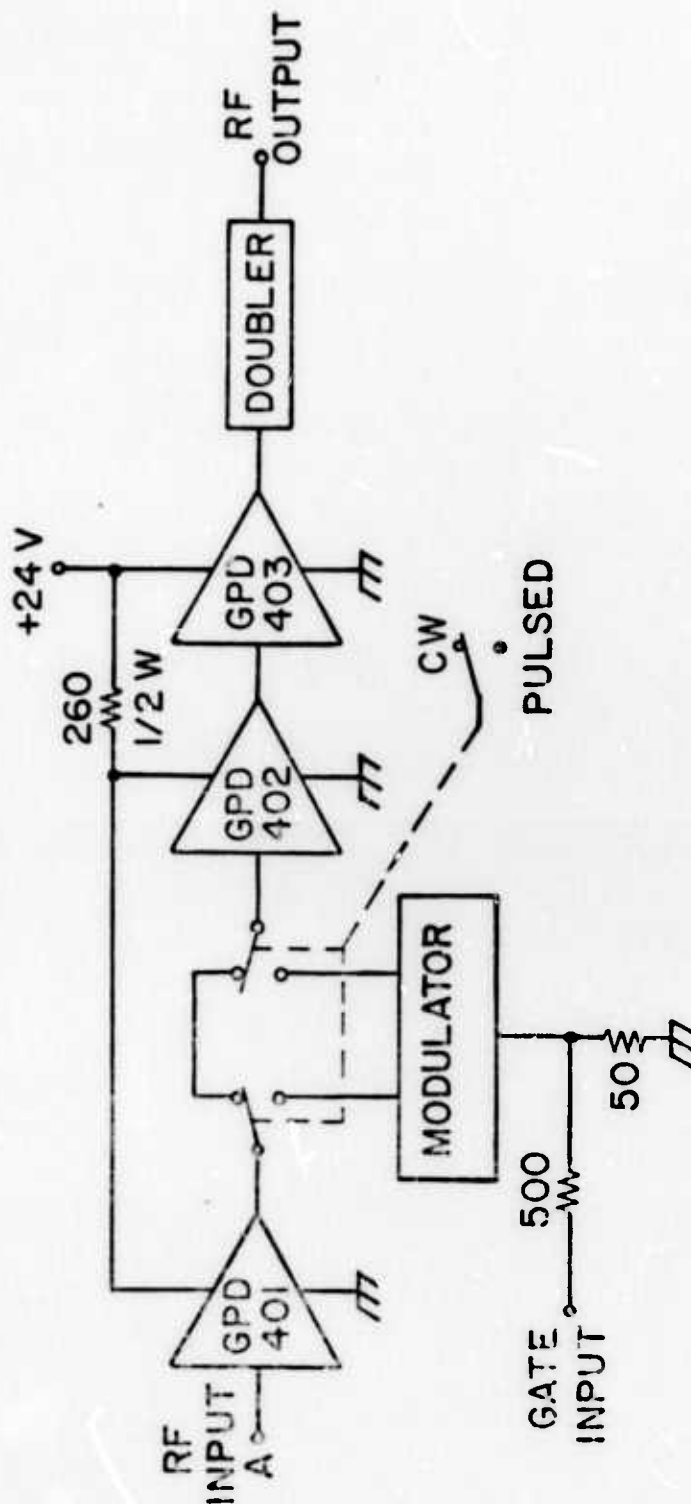 RF
INPUT
A
GPD
401
GPD
402
GPD
403
+24 V
260
1/2 W
DOUBLER
RF
OUTPUT
CW
PULSED
MODULATOR
GATE
INPUT
500
50